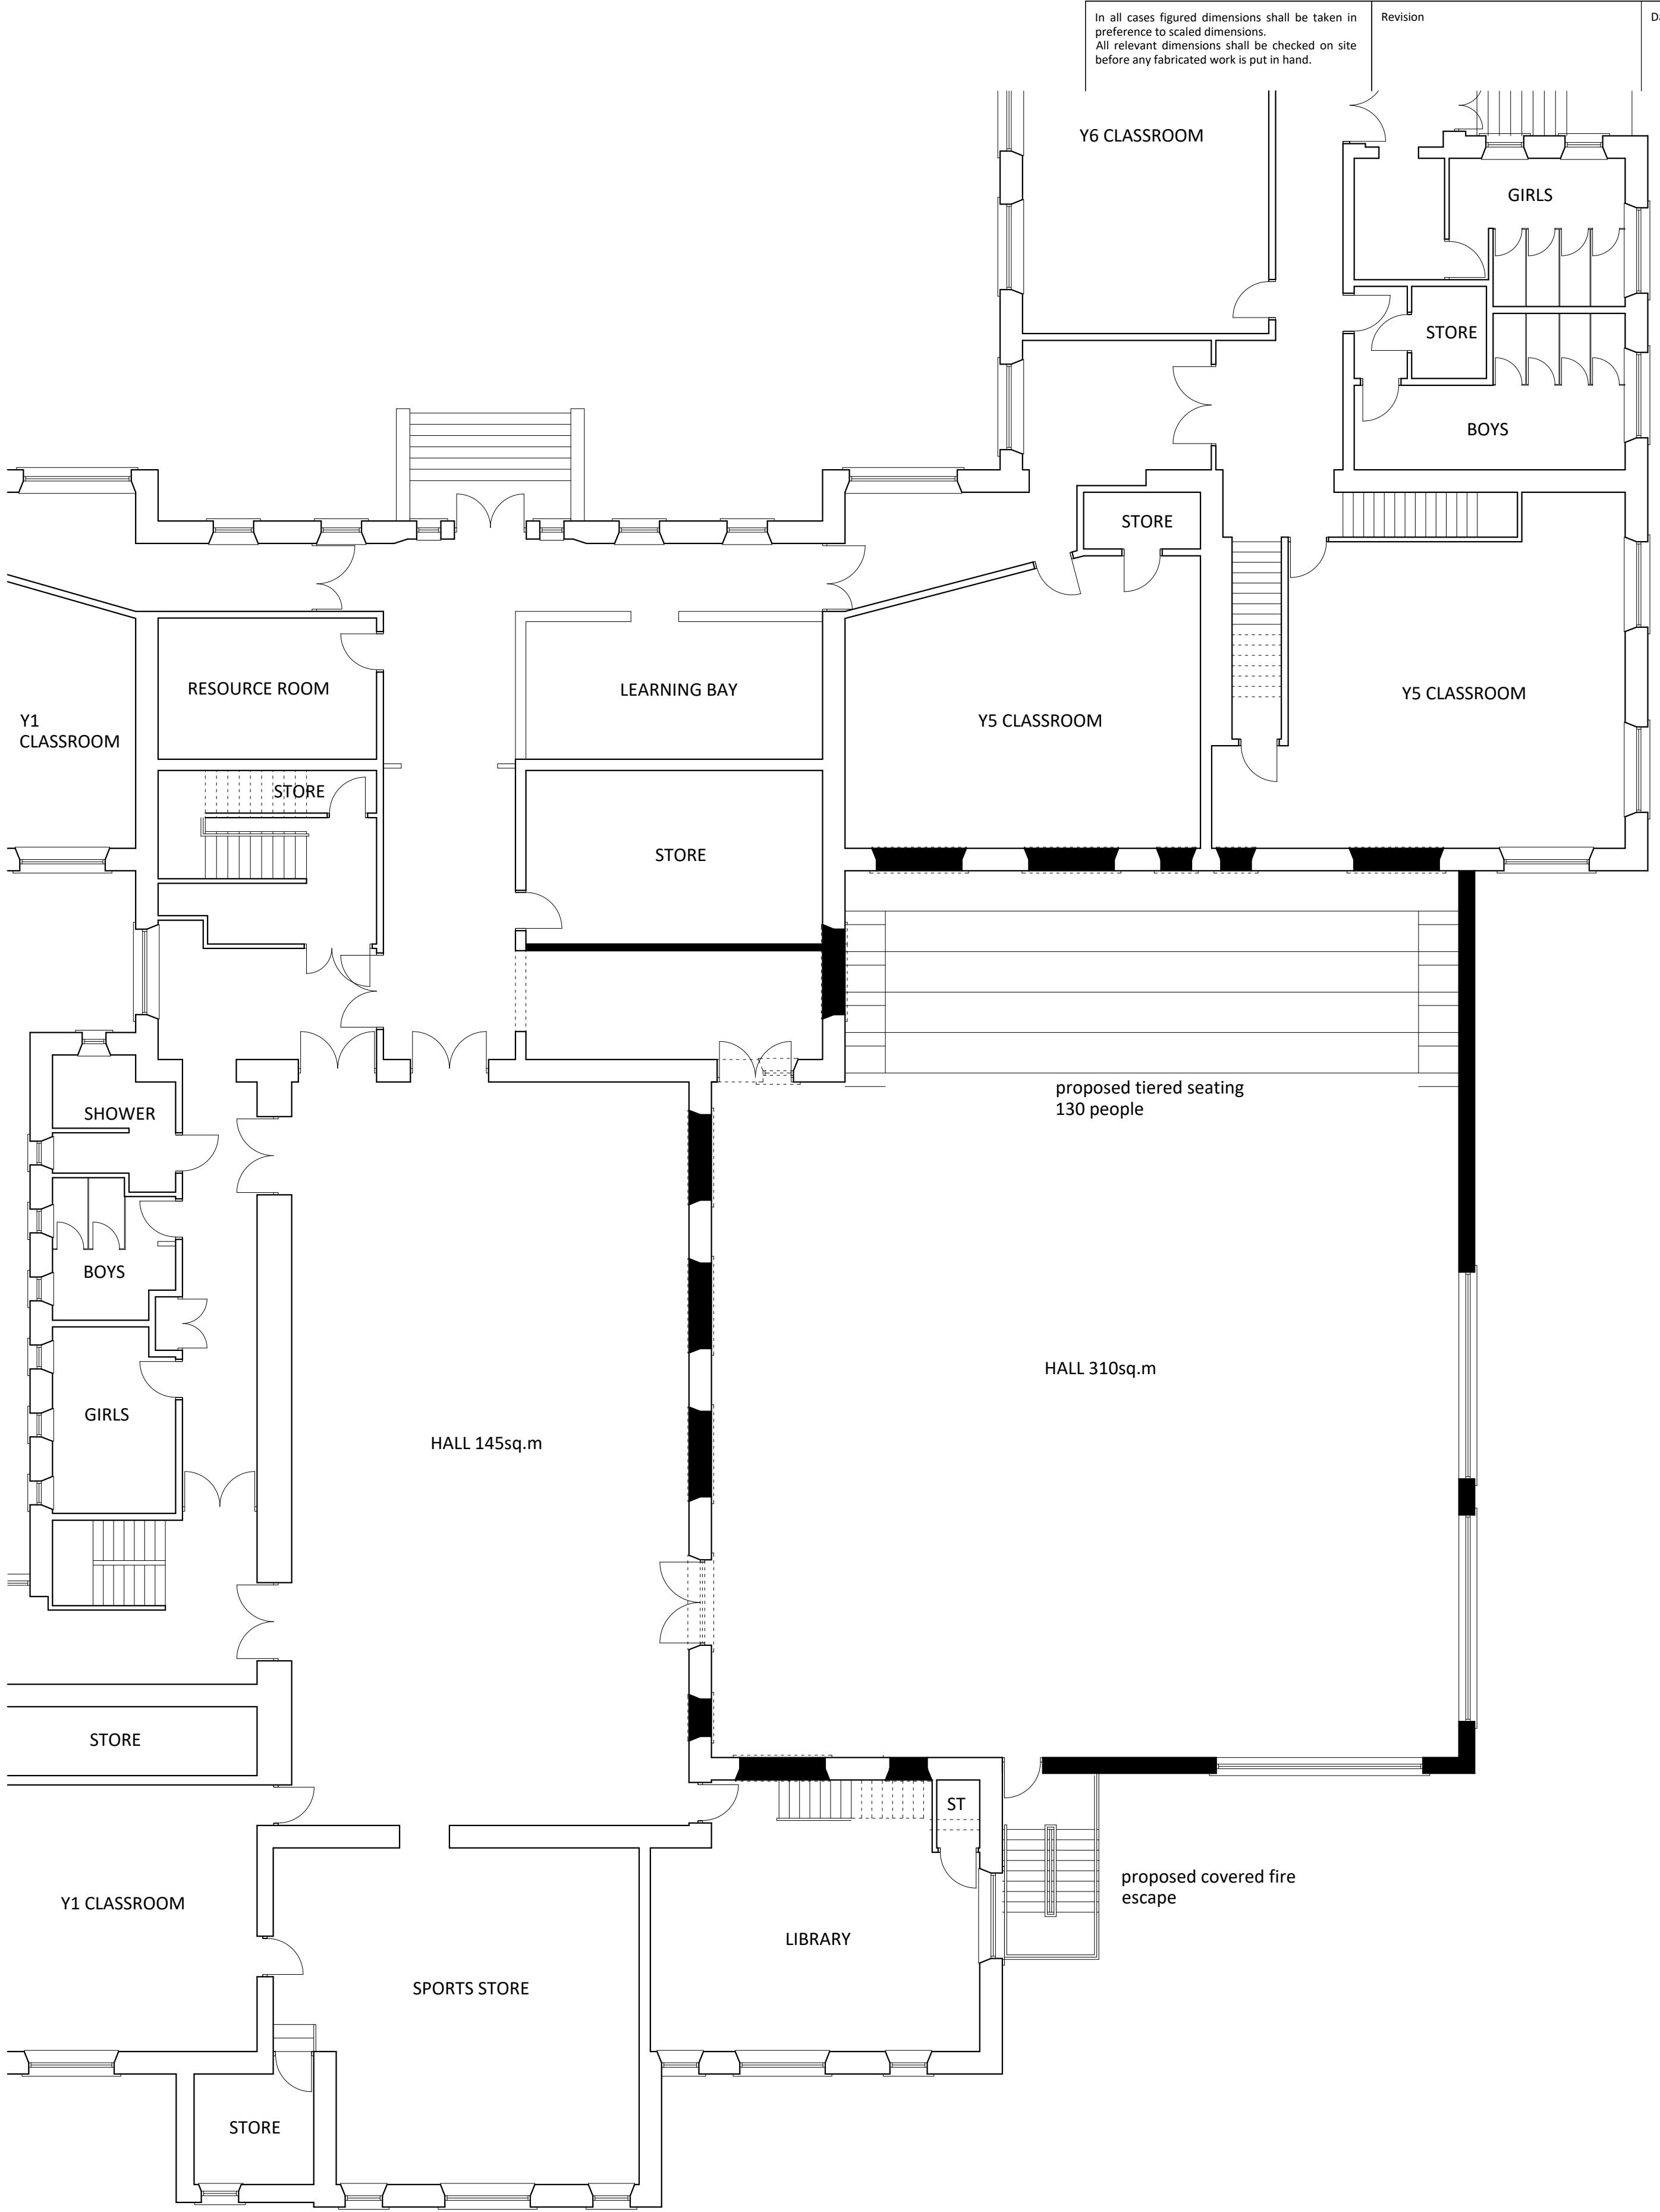 In all cases figured dimensions shall be taken in
preference to scaled dimensions.
All relevant dimensions shall be checked on site
before any fabricated work is put in hand.
Revision
Y6 CLASSROOM
GIRLS
STORE
BOYS
STORE
RESOURCE ROOM
LEARNING BAY
Y5 CLASSROOM
Y5 CLASSROOM
Y1
CLASSROOM
STORE
STORE
proposed tiered seating
130 people
SHOWER
BOYS
HALL 310sq.m
GIRLS
HALL 145sq.m
STORE
ST
proposed covered fire
escape
Y1 CLASSROOM
LIBRARY
SPORTS STORE
STORE